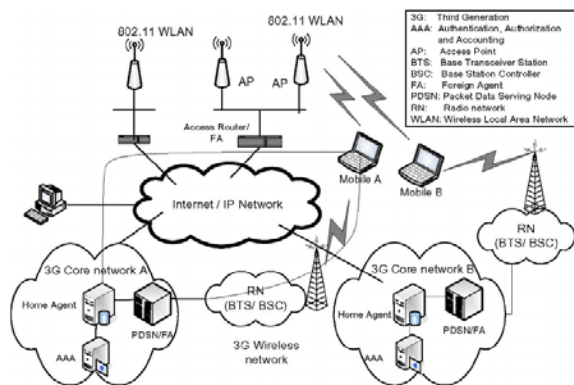 802.11 WLAN
802.11 WLAN
AP
AP
Access Router/
FA
3G: Third Generation
AAA: Authentication, Authorization
and Accounting
AP: Access Point
BTS: Base Transceiver Station
BSC: Base Station Controller
FA: Foreign Agent
PDSN: Packet Data Serving Node
RN: Radio network
WLAN: Wireless Local Area Network
Mobile A
Mobile B
Internet / IP Network
RN
(BTS/ BSC)
3G Core network A
Home Agent
PDSN/FA
AAA
RN
(BTS/ BSC)
3G Wireless
network
3G Core network B
Home Agent
PDSN/FA
AAA